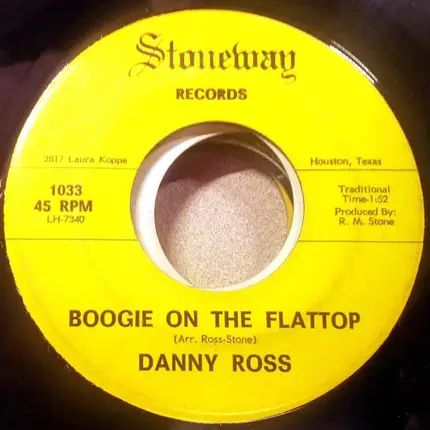 Stoneway
RECORDS
2817 Laura Koppe
Houston, Texas
1033
45 RPM
LH-7340
Traditional
Time-1:52
Produced By:
R. M. Stone
BOOGIE ON THE FLATTOP
(Arr. Ross-Stone)
DANNY ROSS